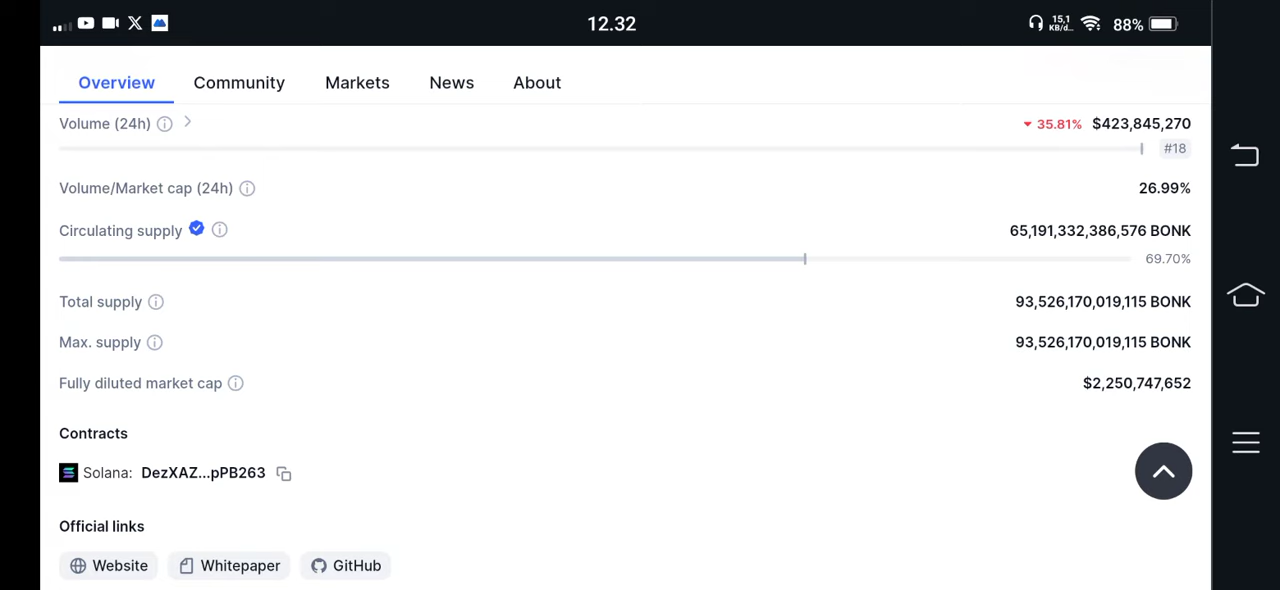 12.32
15,1
KB/d...
88%
Overview Community Markets News About
Volume (24h) 35.81% $423,845,270
#18
Volume/Market cap (24h) 26.99%
Circulating supply 65,191,332,386,576 BONK
69.70%
Total supply 93,526,170,019,115 BONK
Max. supply 93,526,170,019,115 BONK
Fully diluted market cap $2,250,747,652
Contracts
Solana: DezXAZ...pPB263
Official links
Website Whitepaper GitHub